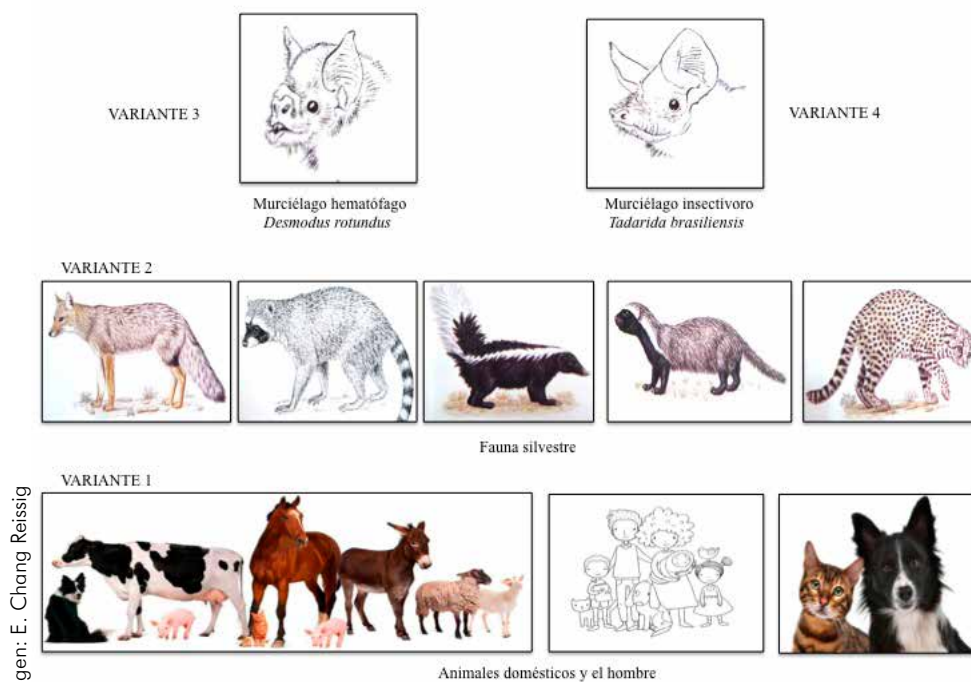 VARIANTE 3
VARIANTE 4
Murciélago hematófago
Desmodus rotundus
Murciélago insectívoro
Tadarida brasiliensis
VARIANTE 2
Fauna silvestre
VARIANTE 1
Animales domésticos y el hombre
gen: E. Chang Reissig